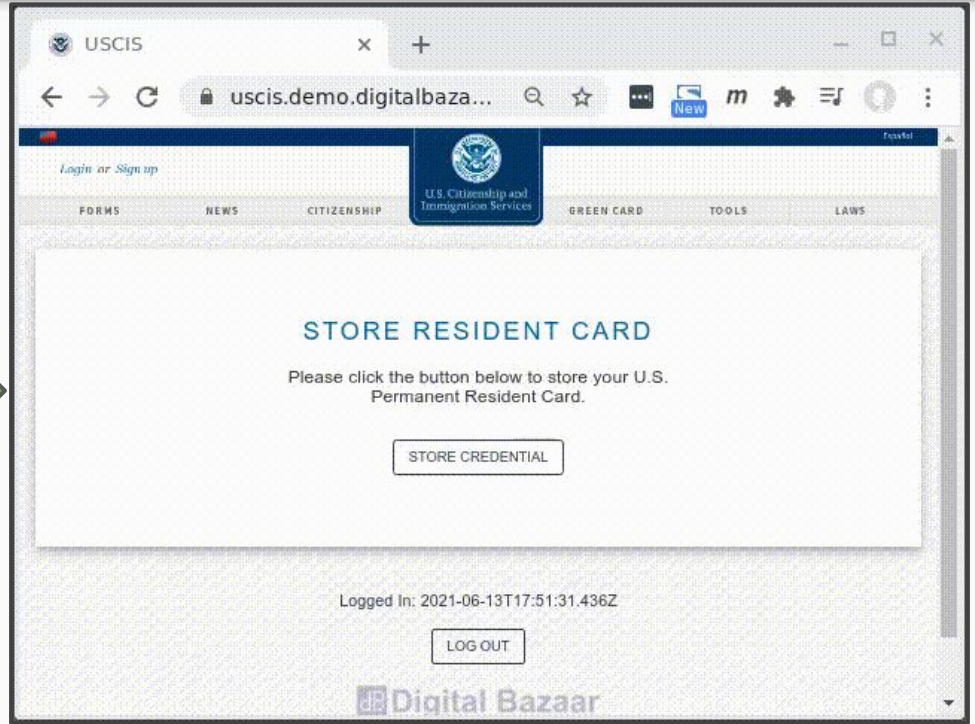 USCIS
uscis.demo.digitalbaza...
New
m
Español
Login or Sign up
U.S. Citizenship and
Immigration Services
FORMS NEWS CITIZENSHIP GREEN CARD TOOLS LAWS
STORE RESIDENT CARD
Please click the button below to store your U.S.
Permanent Resident Card.
STORE CREDENTIAL
Logged In: 2021-06-13T17:51:31.436Z
LOG OUT
Digital Bazaar